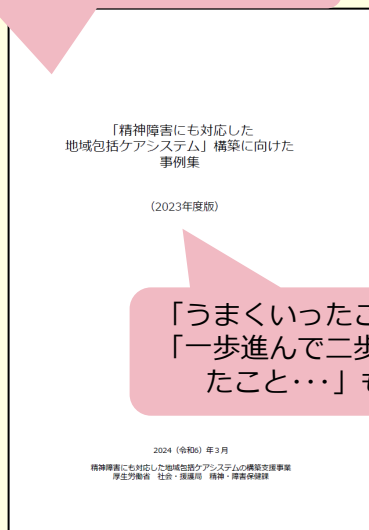 「精神障害にも対応した
地域包括ケアシステム」構築に向けた
事例集
（2023年度版）
「うまくいったこ
「一歩進んで二歩
たこと･･･」も
2024（令和6）年３月
精神障害にも対応した地域包括ケアシステムの構築支援事業
厚生労働省　社会・援護局　精神・障害保健課